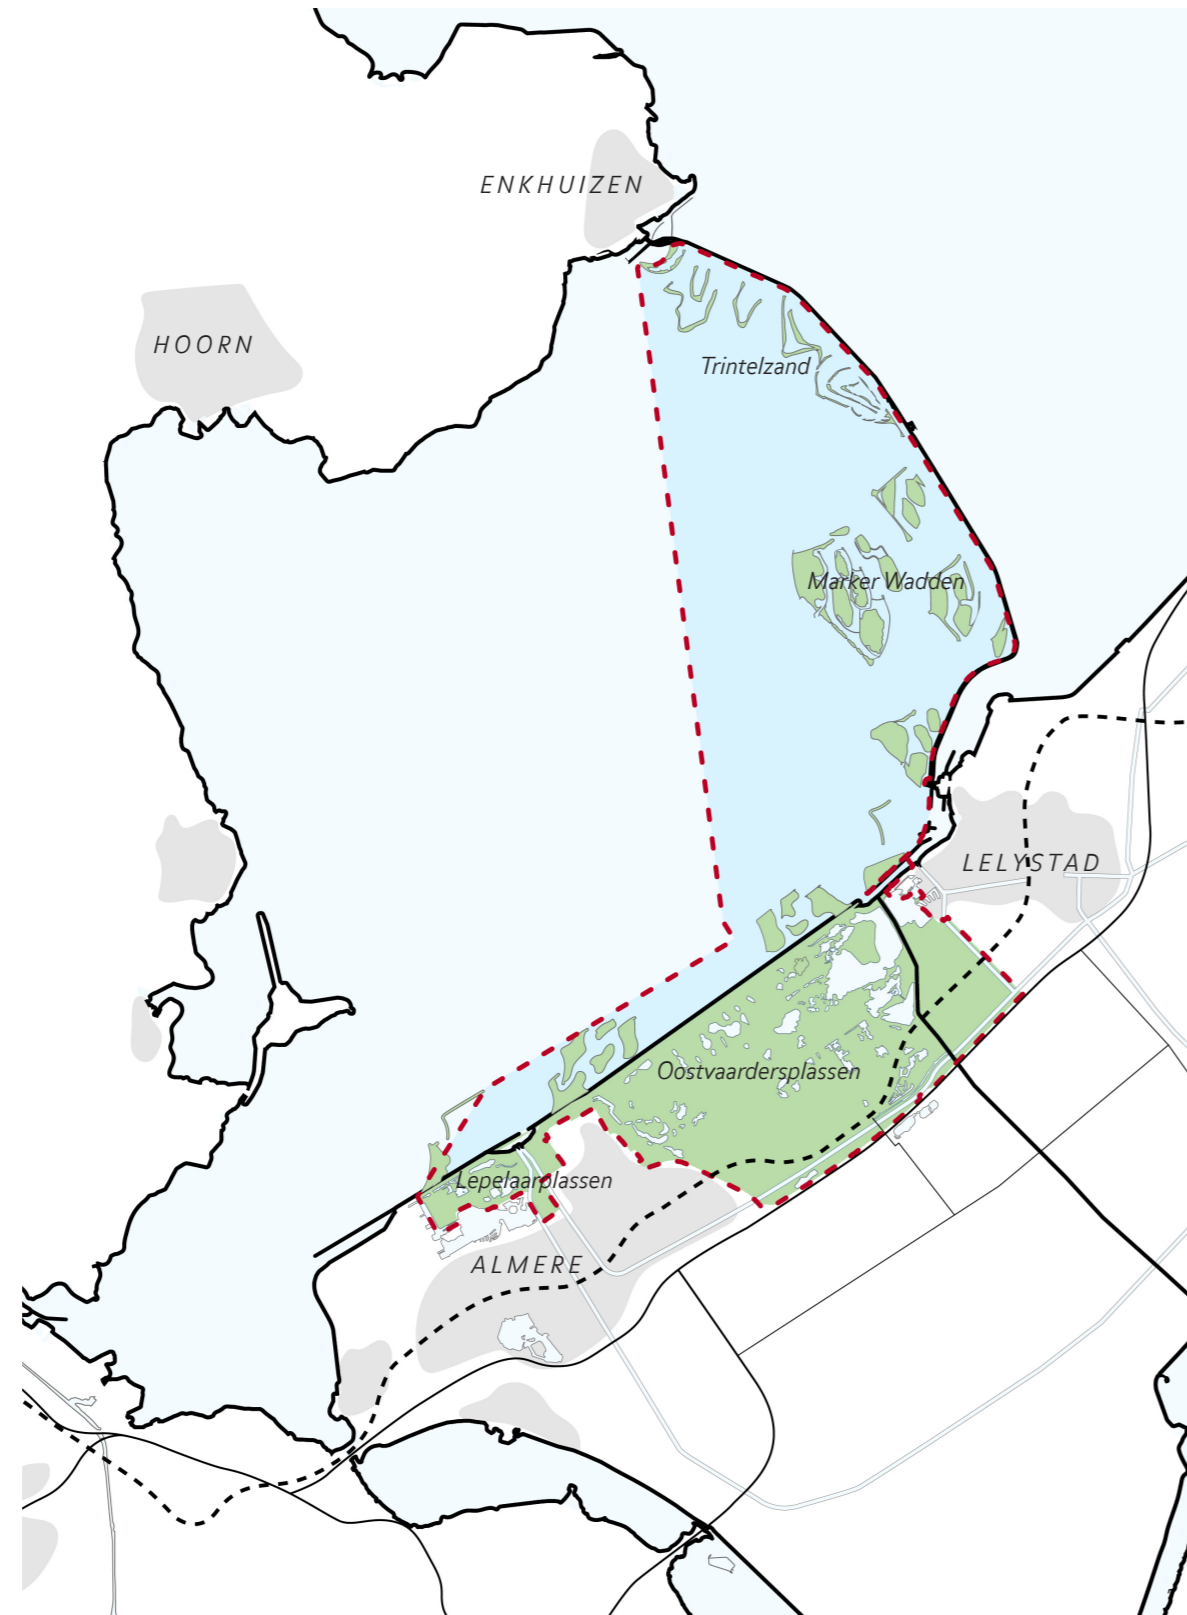 ENKHUIZEN
HOORN
Trintelzand
Marker Wadden
LELYSTAD
Oostvaardersplassen
Lepelaarplassen
ALMERE